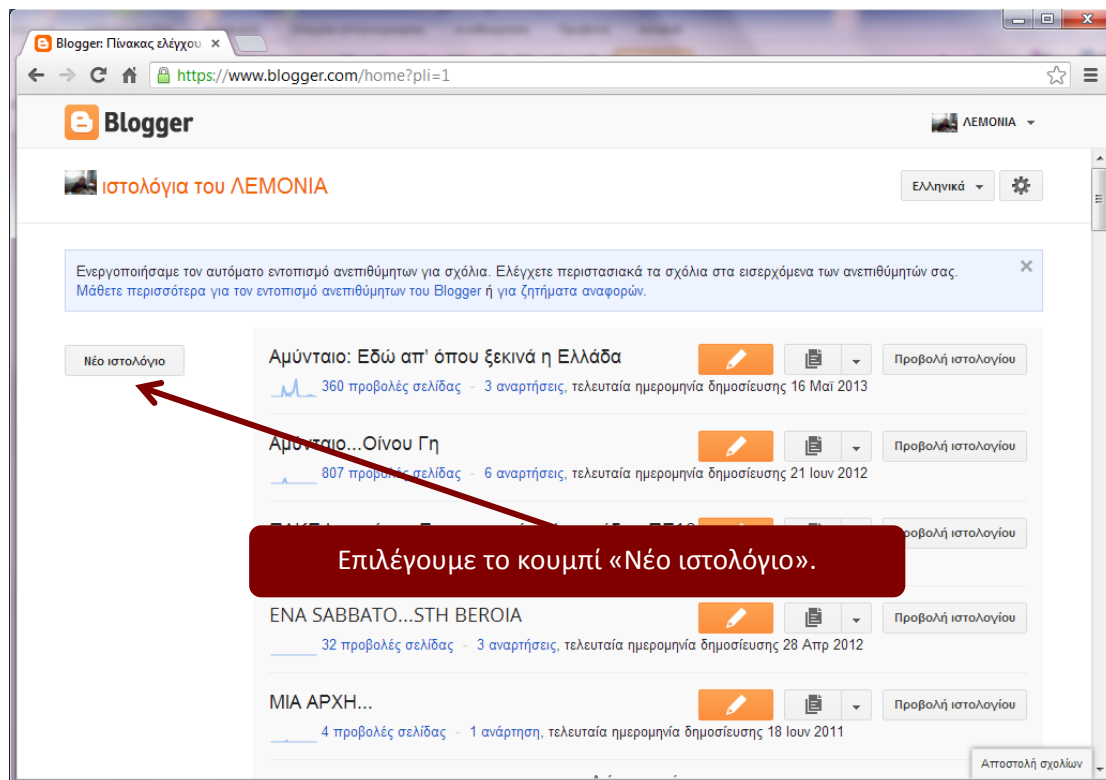 Blogger: Πίνακας ελέγχου
https://www.blogger.com/home?pli=1
Blogger
ΛΕΜΟΝΙΑ
ιστολόγια του ΛΕΜΟΝΙΑ
Ελληνικά
Ενεργοποιήσαμε τον αυτόματο εντοπισμό ανεπιθύμητων για σχόλια. Ελέγχετε περιστασιακά τα σχόλια στα εισερχόμενα των ανεπιθύμητών σας.
Μάθετε περισσότερα για τον εντοπισμό ανεπιθύμητων του Blogger ή για ζητήματα αναφορών.
Νέο ιστολόγιο
Αμύνταιο: Εδώ απ' όπου ξεκινά η Ελλάδα
Προβολή ιστολογίου
360 προβολές σελίδας - 3 αναρτήσεις, τελευταία ημερομηνία δημοσίευσης 16 Μαϊ 2013
Αμύνταιο...Οίνου Γη
Προβολή ιστολογίου
807 προβολές σελίδας - 6 αναρτήσεις, τελευταία ημερομηνία δημοσίευσης 21 Ιουν 2012
Προβολή ιστολογίου
Επιλέγουμε το κουμπί «Νέο ιστολόγιο».
ENA SABBATO...STH BEROIA
Προβολή ιστολογίου
32 προβολές σελίδας - 3 αναρτήσεις, τελευταία ημερομηνία δημοσίευσης 28 Απρ 2012
ΜΙΑ ΑΡΧΗ...
Προβολή ιστολογίου
4 προβολές σελίδας - 1 ανάρτηση, τελευταία ημερομηνία δημοσίευσης 18 Ιουν 2011
Αποστολή σχολίων